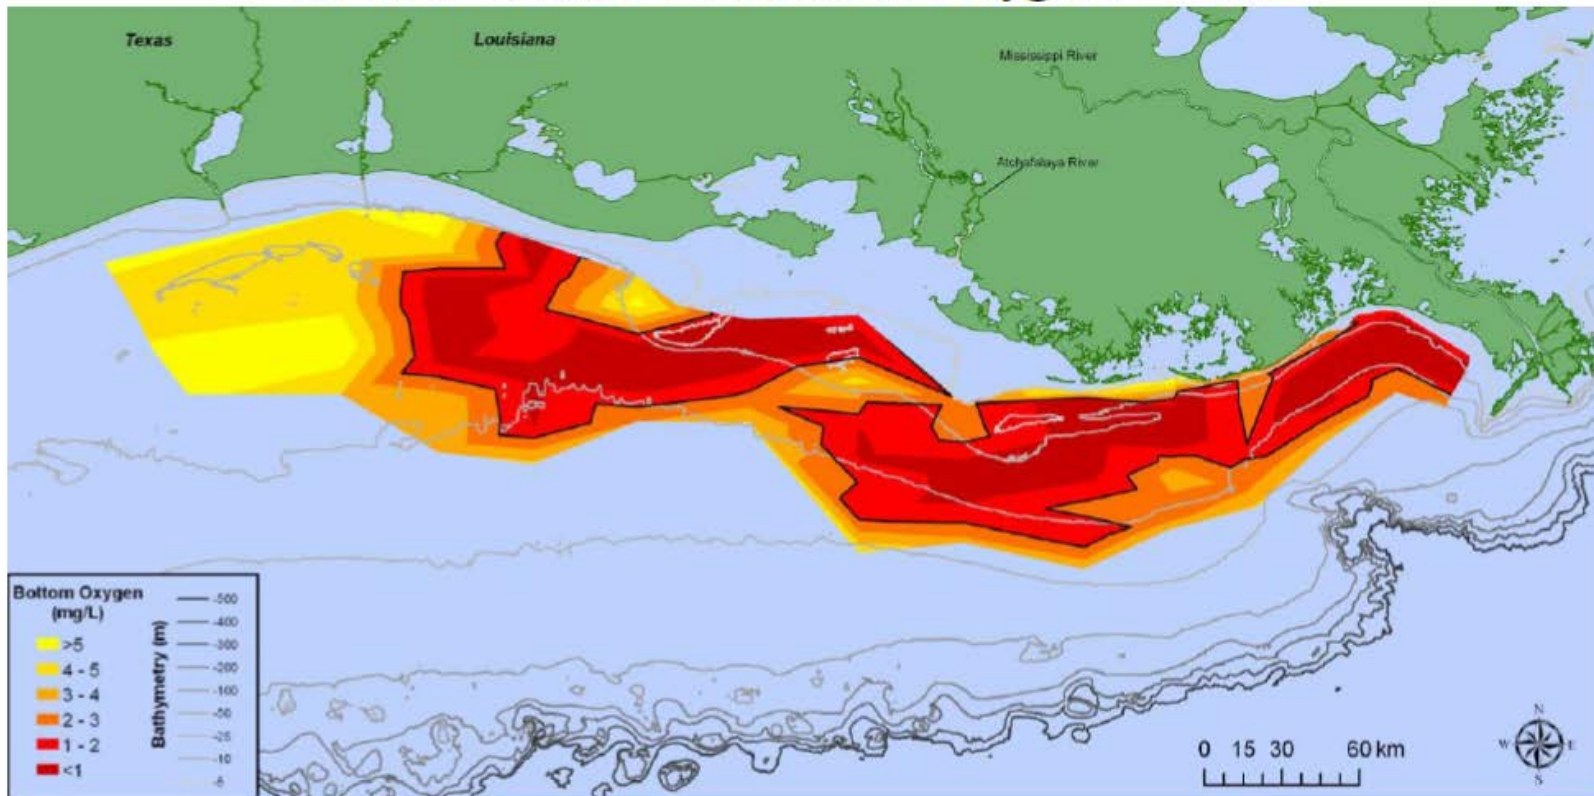 Texas
Louisiana
Mississippi River
Atchafalaya River
Bottom Oxygen
(mg/L)
>5
4 - 5
3 - 4
2 - 3
1 - 2
<1
Bathymetry (m)
-500
-400
-300
-200
-100
-50
-25
-10
-5
0 15 30 60 km
N
W
E
S